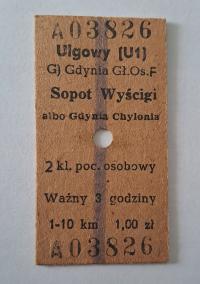 A03826
Ulgowy (U1)
G) Gdynia Gł.Os.F
Sopot Wyścigi
albo Gdynia Chylonia
2 kl. poc. osobowy
Ważny 3 godziny
1-10 km 1,00 zł
A03826